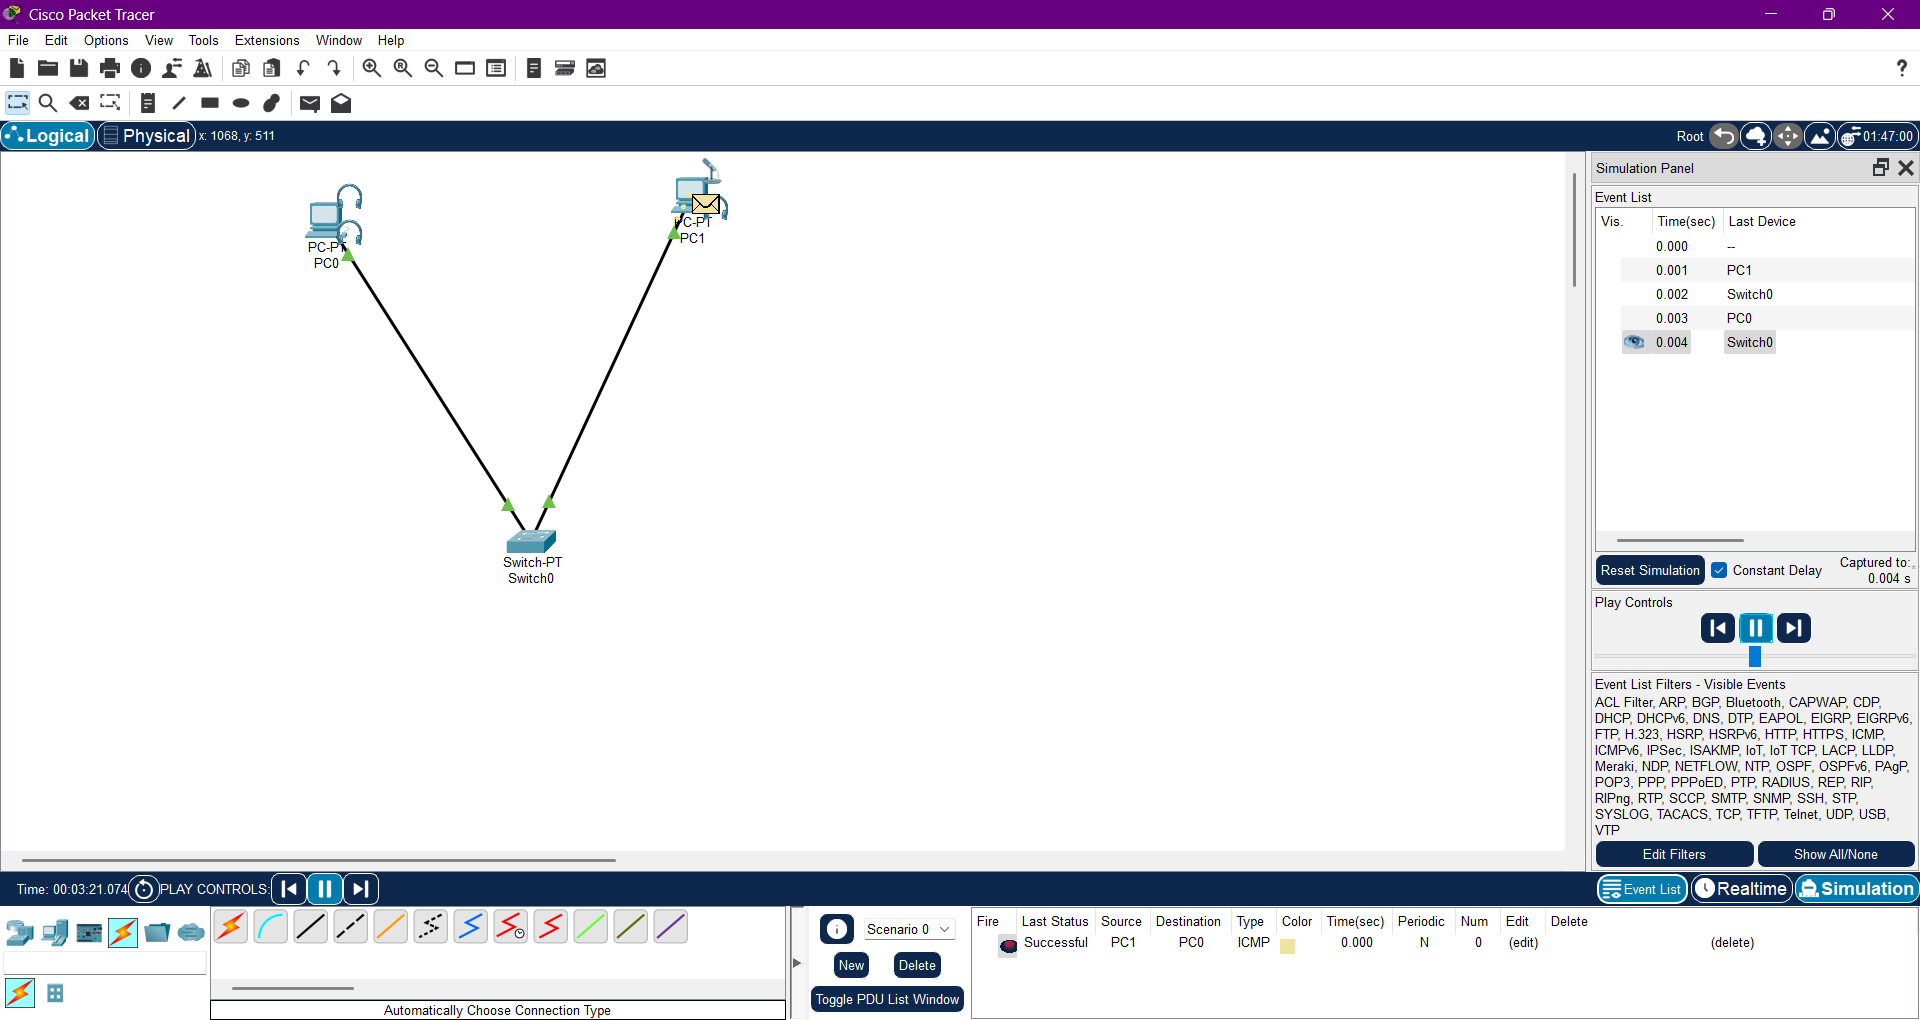 Cisco Packet Tracer
File Edit Options View Tools Extensions Window Help
?
Logical Physical x: 1068, y: 511 Root 01:47:00
PC-PT
PC0
PC-PT
PC1
Switch-PT
Switch0
Simulation Panel
Event List
Vis. Time(sec) Last Device
0.000 --
0.001 PC1
0.002 Switch0
0.003 PC0
0.004 Switch0
Reset Simulation Constant Delay Captured to:
0.004 s
Play Controls
Event List Filters - Visible Events
ACL Filter, ARP, BGP, Bluetooth, CAPWAP, CDP,
DHCP, DHCPv6, DNS, DTP, EAPOL, EIGRP, EIGRPv6,
FTP, H.323, HSRP, HSRPv6, HTTP, HTTPS, ICMP,
ICMPv6, IPSec, ISAKMP, IoT, IoT TCP, LACP, LLDP,
Meraki, NDP, NETFLOW, NTP, OSPF, OSPFv6, PAgP,
POP3, PPP, PPPoED, PTP, RADIUS, REP, RIP,
RIPng, RTP, SCCP, SMTP, SNMP, SSH, STP,
SYSLOG, TACACS, TCP, TFTP, Telnet, UDP, USB,
VTP
Edit Filters Show All/None
Time: 00:03:21.074 PLAY CONTROLS: Event List Realtime Simulation
Automatically Choose Connection Type
Scenario 0
New Delete
Toggle PDU List Window
Fire Last Status Source Destination Type Color Time(sec) Periodic Num Edit Delete
Successful PC1 PC0 ICMP 0.000 N 0 (edit) (delete)